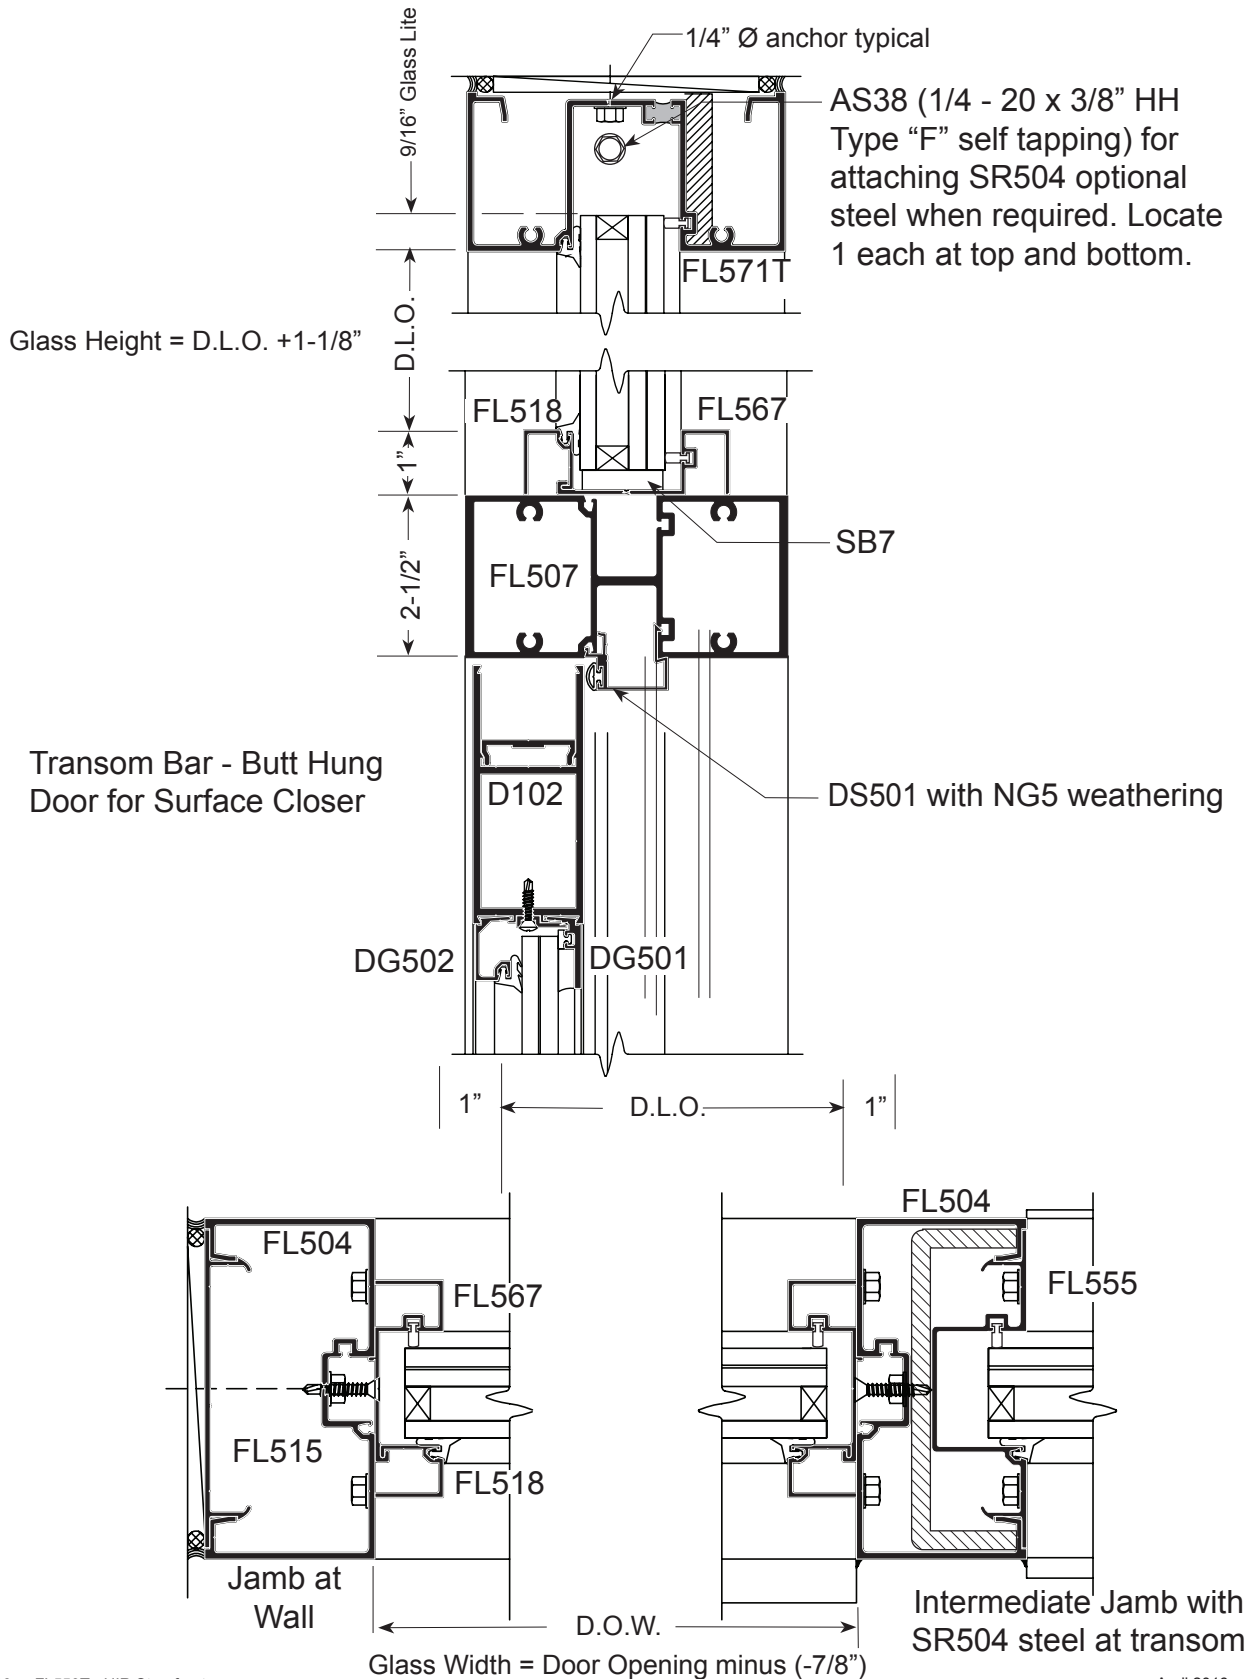 1/4” Ø anchor typical
9/16” Glass Lite
AS38 (1/4 - 20 x 3/8” HH
Type “F” self tapping) for
attaching SR504 optional
steel when required. Locate
1 each at top and bottom.
FL571T
D.L.O.
Glass Height = D.L.O. +1-1/8”
FL518
FL567
1”
SB7
2-1/2”
FL507
Transom Bar - Butt Hung
Door for Surface Closer
D102
DS501 with NG5 weathering
DG502
DG501
1”
D.L.O.
1”
FL504
FL504
FL567
FL555
FL515
FL518
Jamb at
Wall
Intermediate Jamb with
SR504 steel at transom
D.O.W.
Glass Width = Door Opening minus (-7/8”)